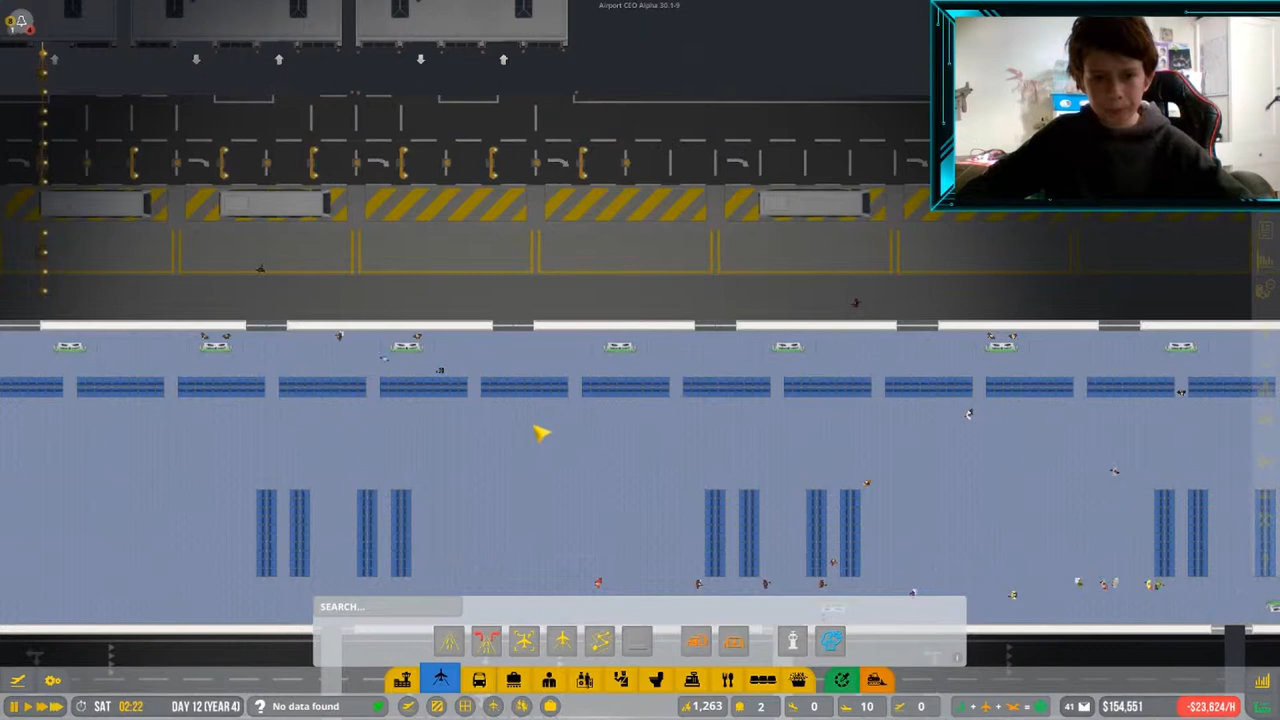 Airport CEO Alpha 30.1-9
SEARCH...
SAT 02:22 DAY 12 (YEAR 4) ? No data found 1,263 2 0 10 0 + + = 41 $154,551 -$23,624/H